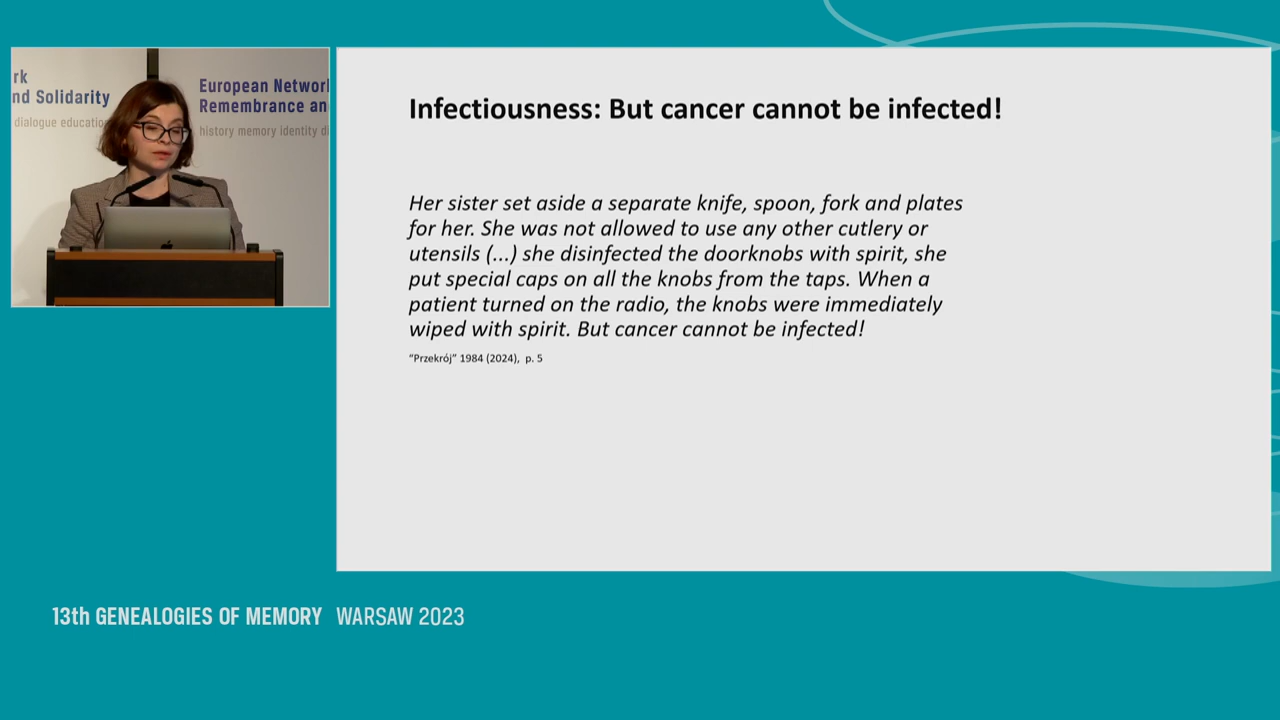 rk
nd Solidarity
dialogue education
European Networ
Remembrance an
history memory identity di
Infectiousness: But cancer cannot be infected!
Her sister set aside a separate knife, spoon, fork and plates
for her. She was not allowed to use any other cutlery or
utensils (...) she disinfected the doorknobs with spirit, she
put special caps on all the knobs from the taps. When a
patient turned on the radio, the knobs were immediately
wiped with spirit. But cancer cannot be infected!
“Przekrój” 1984 (2024), p. 5
13th GENEALOGIES OF MEMORY WARSAW 2023